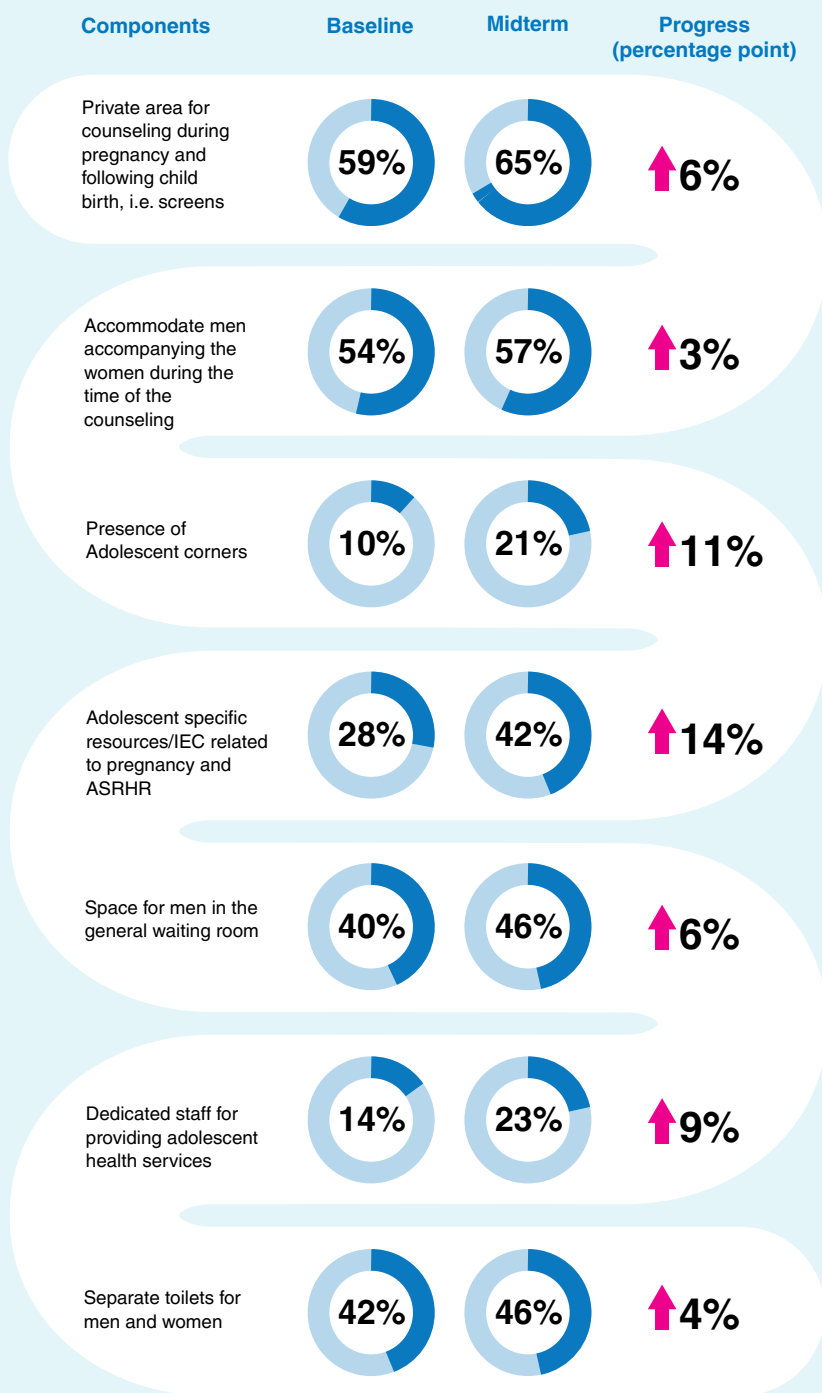 Components
Baseline
Midterm
Progress
(percentage point)
Private area for
counseling during
pregnancy and
following child
birth, i.e. screens
59%
65%
6%
Accommodate men
accompanying the
women during the
time of the
counseling
54%
57%
3%
Presence of
Adolescent corners
10%
21%
11%
Adolescent specific
resources/IEC related
to pregnancy and
ASRHR
28%
42%
14%
Space for men in the
general waiting room
40%
46%
6%
Dedicated staff for
providing adolescent
health services
14%
23%
9%
Separate toilets for
men and women
42%
46%
4%